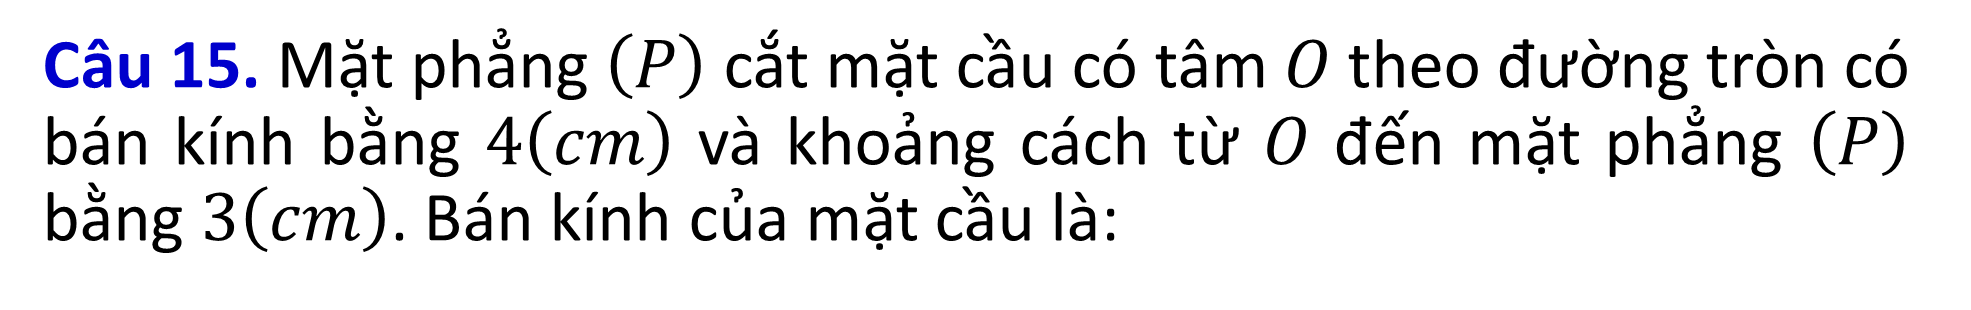 Câu 15. Mặt phẳng (P) cắt mặt cầu có tâm O theo đường tròn có
bán kính bằng 4(cm) và khoảng cách từ O đến mặt phẳng (P)
bằng 3(cm). Bán kính của mặt cầu là: